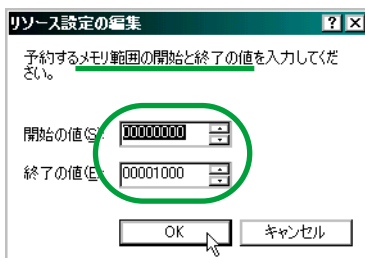 リソース設定の編集
予約するメモリ範囲の開始と終了の値を入力してくだ
さい。
開始の値(S): 00000000
終了の値(E): 00001000
OK キャンセル